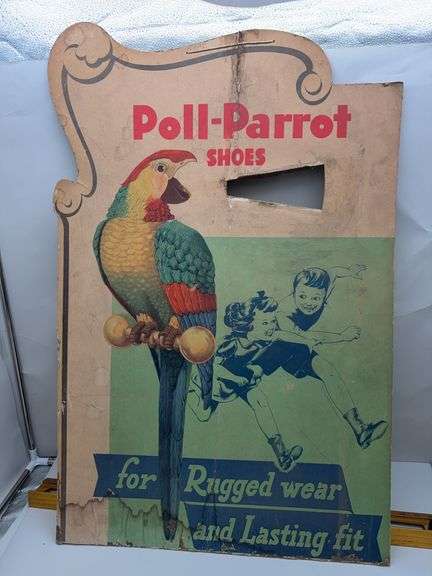 Poll-Parrot
SHOES
for Rugged wear
and Lasting fit